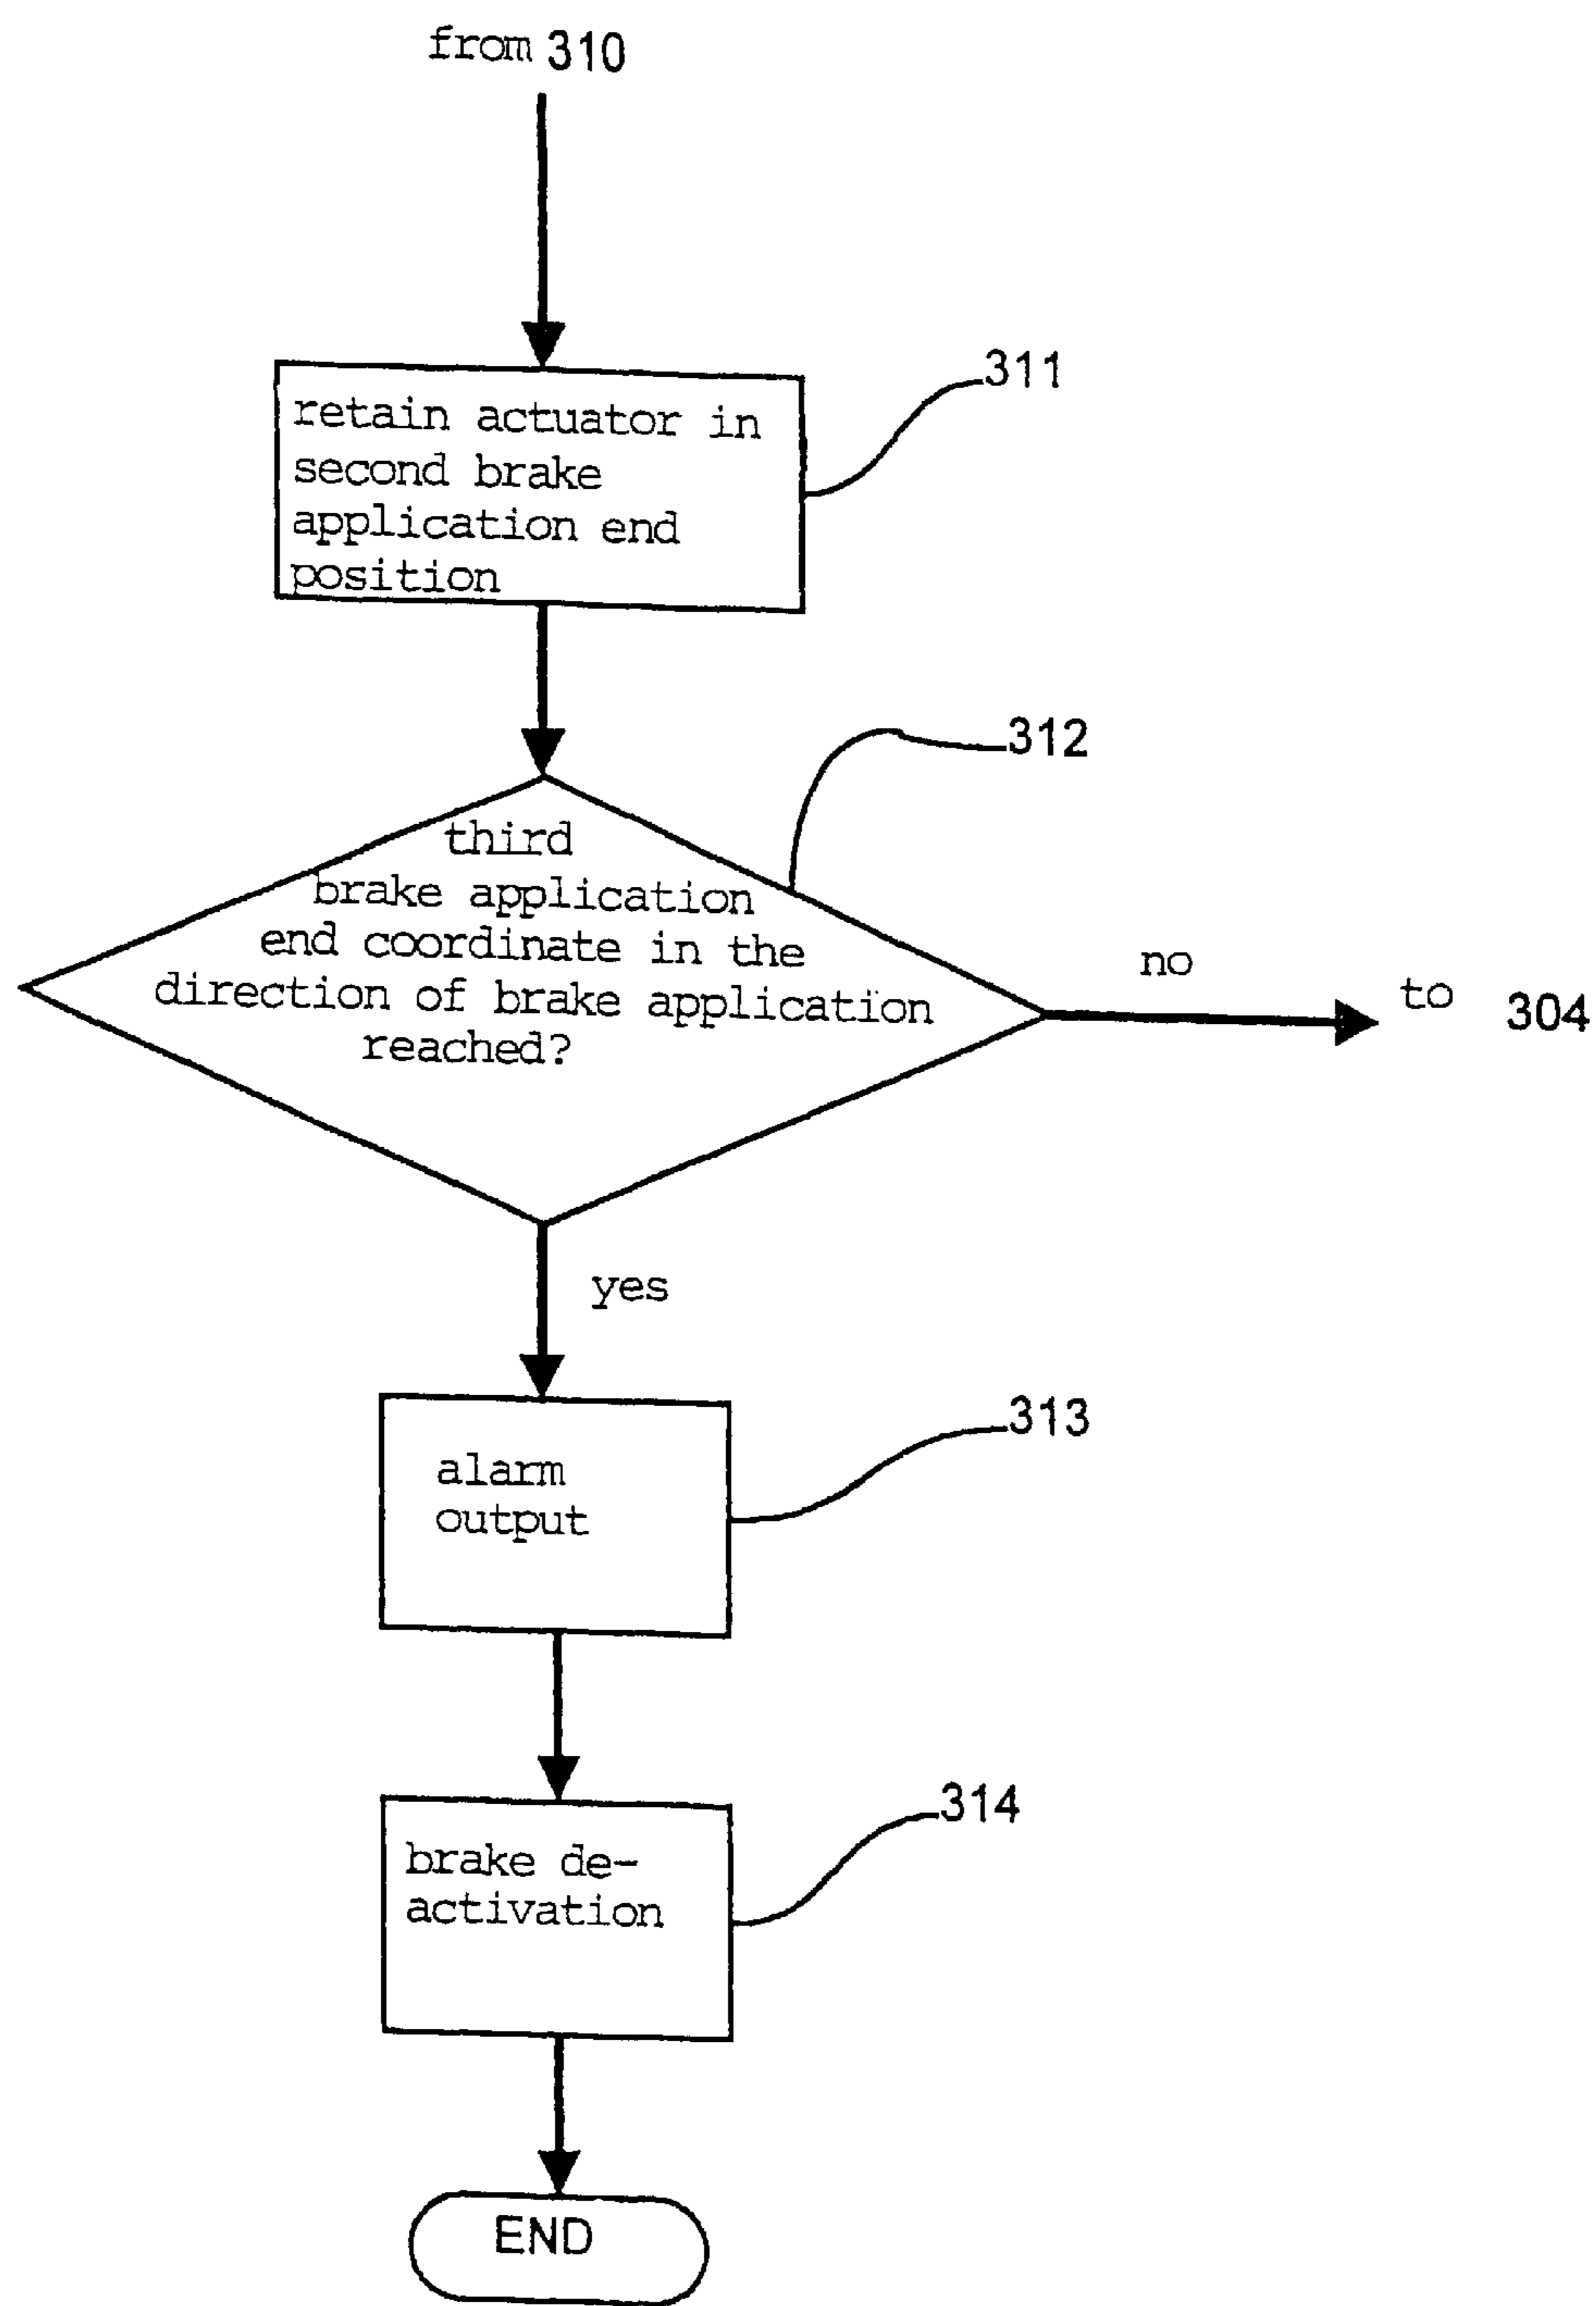 from 310
311
retain actuator in
second brake
application end
position
312
third
brake application
end coordinate in the
direction of brake application
reached?
no
to 304
yes
313
alarm
output
314
brake de-
activation
END